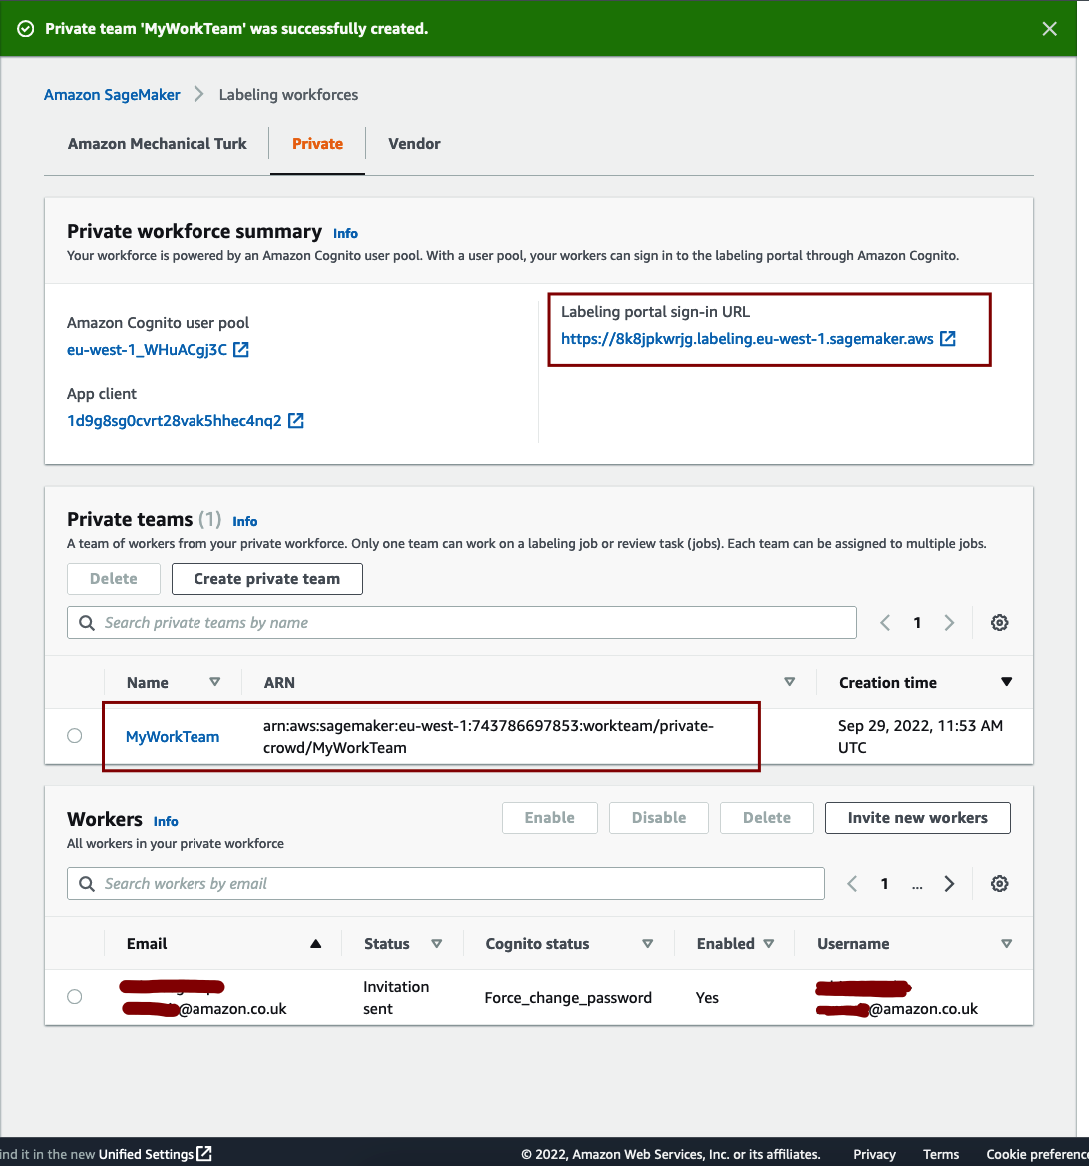 Private team 'MyWorkTeam' was successfully created.
Amazon SageMaker > Labeling workforces
Amazon Mechanical Turk Private Vendor
Private workforce summary Info
Your workforce is powered by an Amazon Cognito user pool. With a user pool, your workers can sign in to the labeling portal through Amazon Cognito.
Labeling portal sign-in URL
https://8k8jpkwrjg.labeling.eu-west-1.sagemaker.aws
Amazon Cognito user pool
eu-west-1_WHuACgj3C
App client
1d9g8sg0cvrt28vak5hhec4nq2
Private teams (1) Info
A team of workers from your private workforce. Only one team can work on a labeling job or review task (jobs). Each team can be assigned to multiple jobs.
Delete Create private team
Search private teams by name
1
Name ARN Creation time
MyWorkTeam arn:aws:sagemaker:eu-west-1:743786697853:workteam/private- Sep 29, 2022, 11:53 AM
crowd/MyWorkTeam UTC
Workers Info Enable Disable Delete Invite new workers
All workers in your private workforce
Search workers by email
1 ...
Email Status Cognito status Enabled Username
Invitation
@amazon.co.uk sent Force_change_password Yes @amazon.co.uk
ind it in the new Unified Settings © 2022, Amazon Web Services, Inc. or its affiliates. Privacy Terms Cookie preferenc